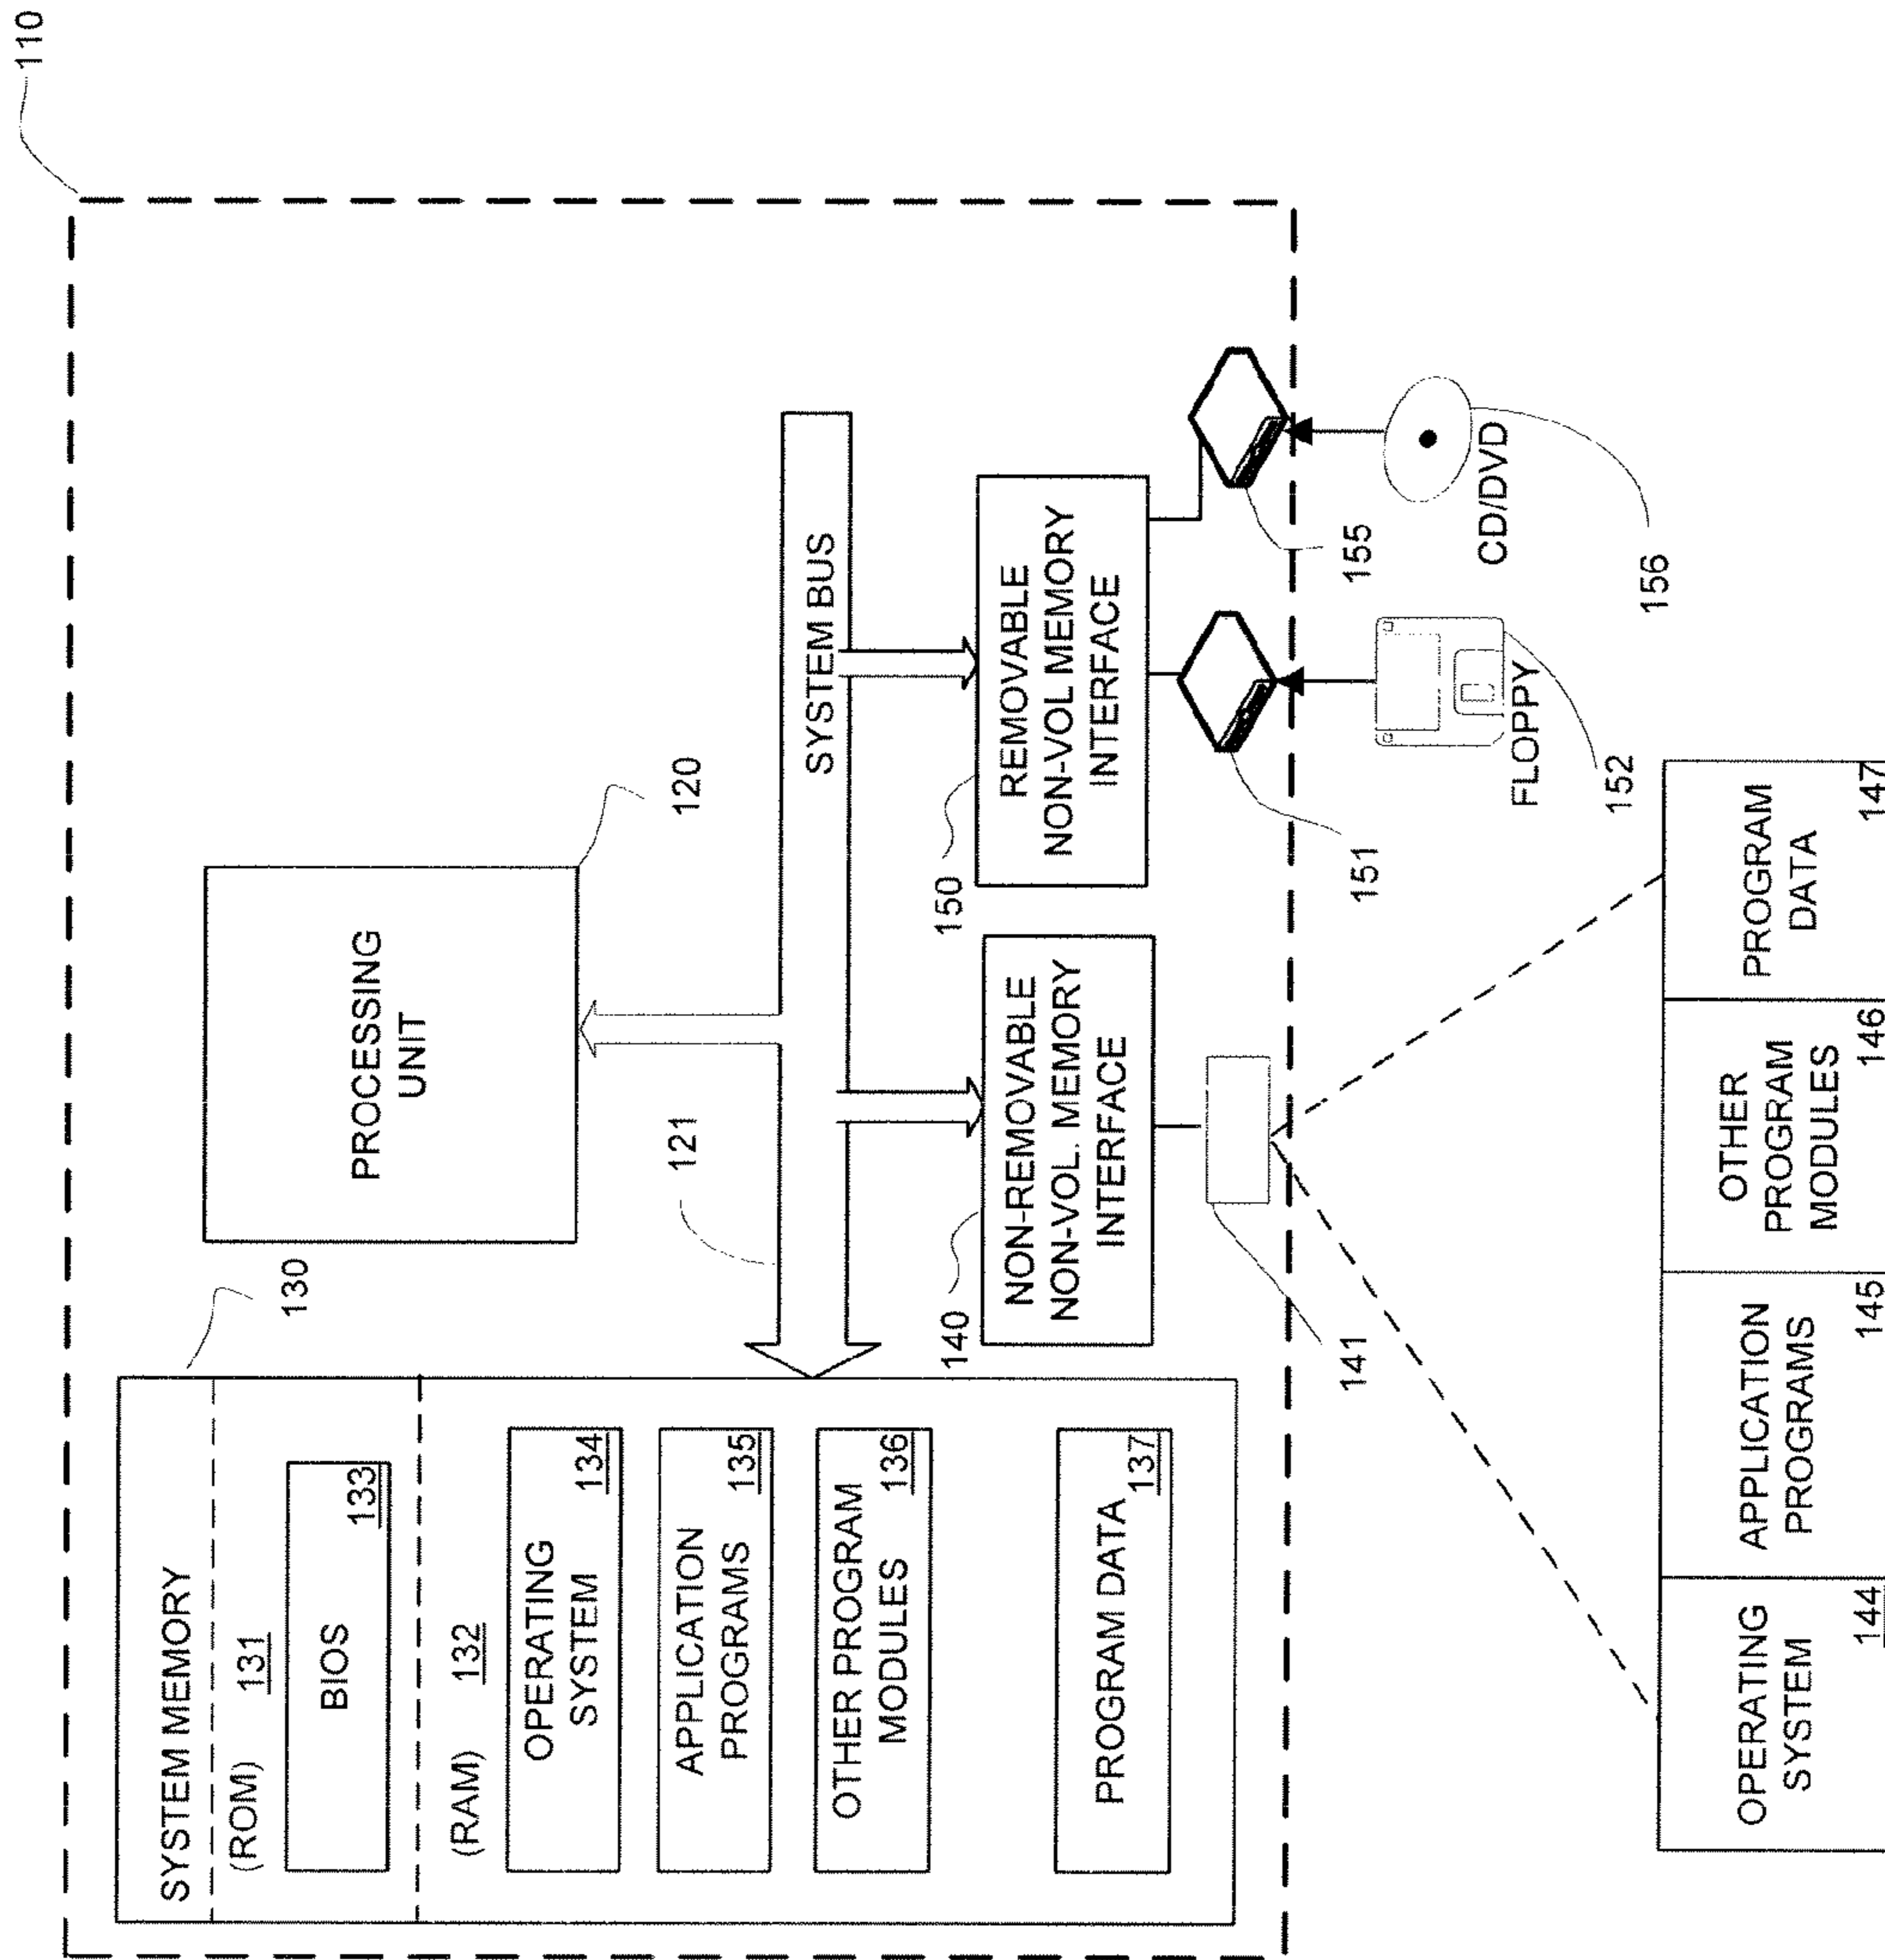 110
SYSTEM MEMORY
(ROM) 131
BIOS
133
(RAM) 132
OPERATING
SYSTEM
134
APPLICATION
PROGRAMS
135
OTHER PROGRAM
MODULES
136
PROGRAM DATA
137
130
PROCESSING
UNIT
120
121
SYSTEM BUS
140
NON-REMOVABLE
NON-VOL. MEMORY
INTERFACE
150
REMOVABLE
NON-VOL MEMORY
INTERFACE
141
151
155
FLOPPY
152
CD/DVD
156
OPERATING
SYSTEM
144
APPLICATION
PROGRAMS
145
OTHER
PROGRAM
MODULES
146
PROGRAM
DATA
147